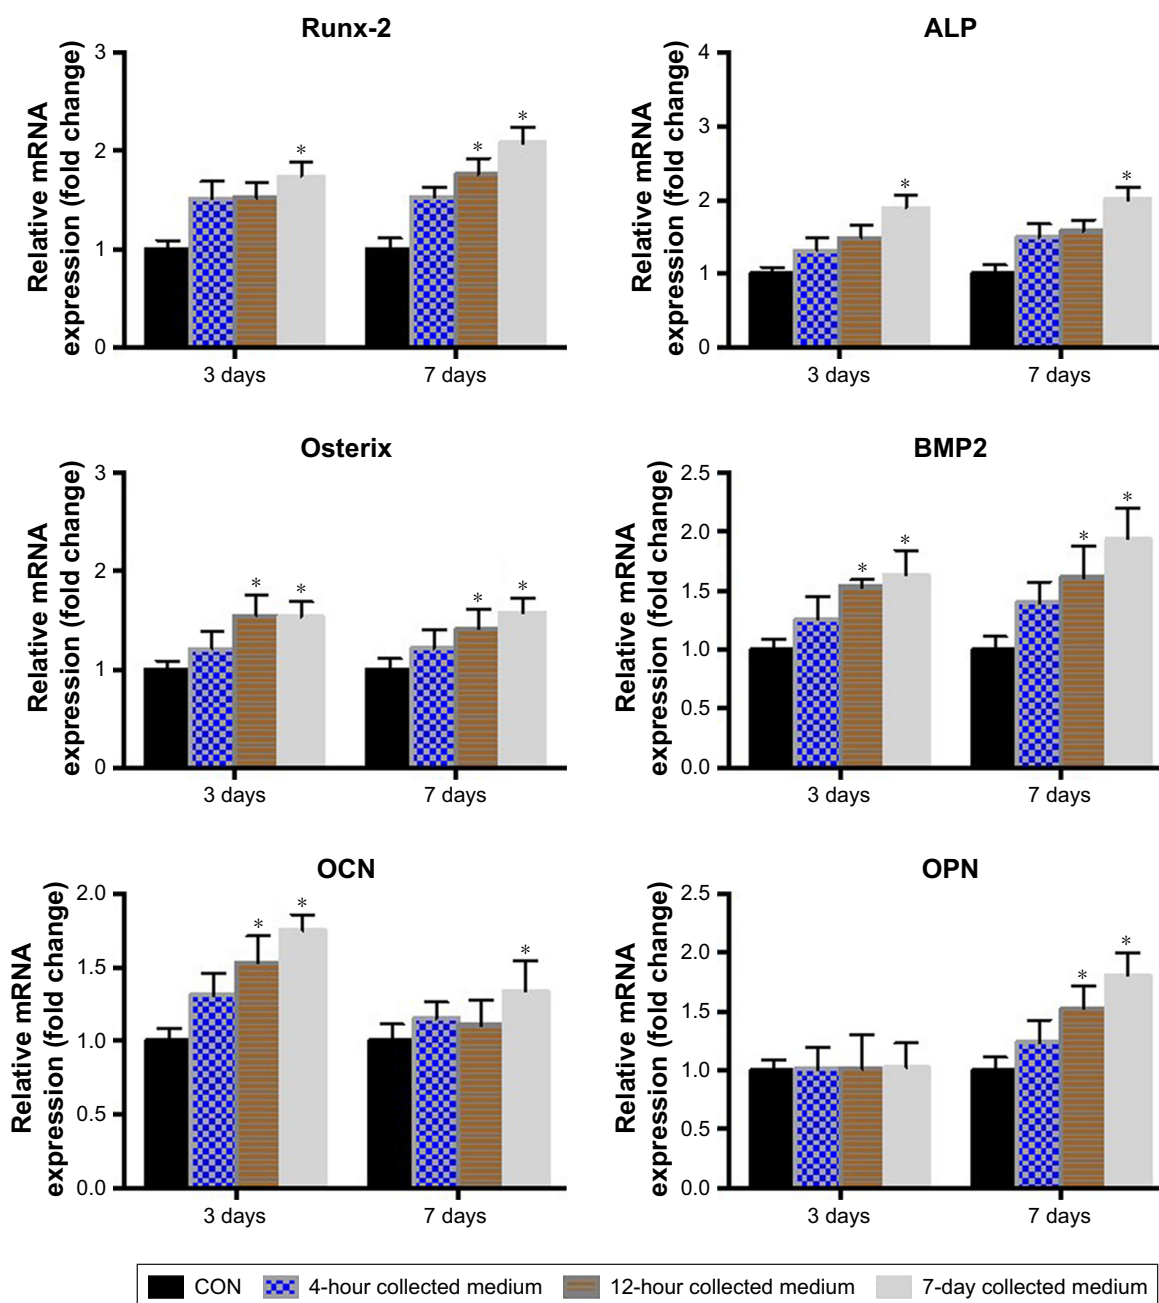 Runx-2
Relative mRNA
expression (fold change)
3
2
1
0
*
*
*
3 days
7 days
ALP
Relative mRNA
expression (fold change)
4
3
2
1
0
*
*
3 days
7 days
Osterix
Relative mRNA
expression (fold change)
3
2
1
0
*
*
*
*
3 days
7 days
BMP2
Relative mRNA
expression (fold change)
2.5
2.0
1.5
1.0
0.5
0.0
*
*
*
*
3 days
7 days
OCN
Relative mRNA
expression (fold change)
2.0
1.5
1.0
0.5
0.0
*
*
*
3 days
7 days
OPN
Relative mRNA
expression (fold change)
2.5
2.0
1.5
1.0
0.5
0.0
*
*
3 days
7 days
CON 4-hour collected medium 12-hour collected medium 7-day collected medium